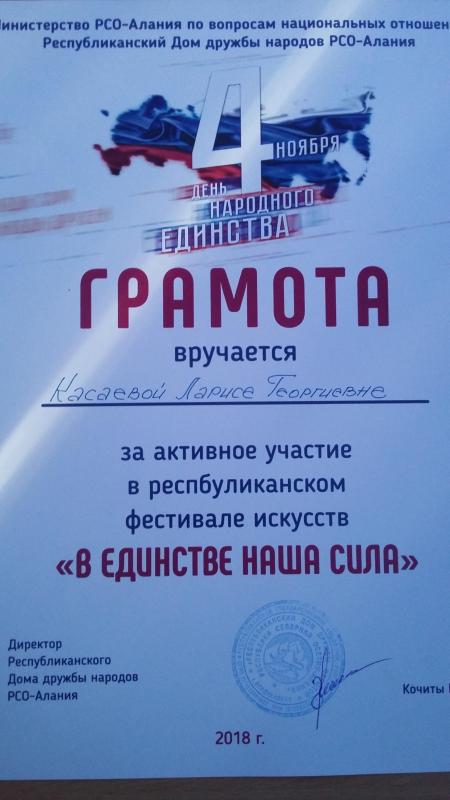 Министерство РСО-Алания по вопросам национальных отношен
Республиканский Дом дружбы народов РСО-Алания
4
НОЯБРЯ
ДЕНЬ
НАРОДНОГО
ЕДИНСТВА
ГРАМОТА
вручается
Касаевой Ларисе Георгиевне
за активное участие
в респбуликанском
фестивале искусств
«В ЕДИНСТВЕ НАША СИЛА»
Директор
Республиканского
Дома дружбы народов
РСО-Алания
Кочиты
2018 г.